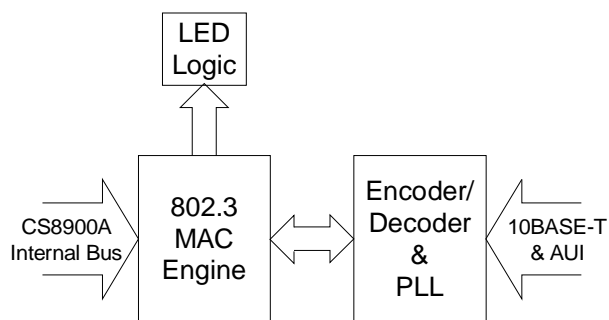 LED
Logic
CS8900A
Internal Bus
802.3
MAC
Engine
Encoder/
Decoder
&
PLL
10BASE-T
& AUI